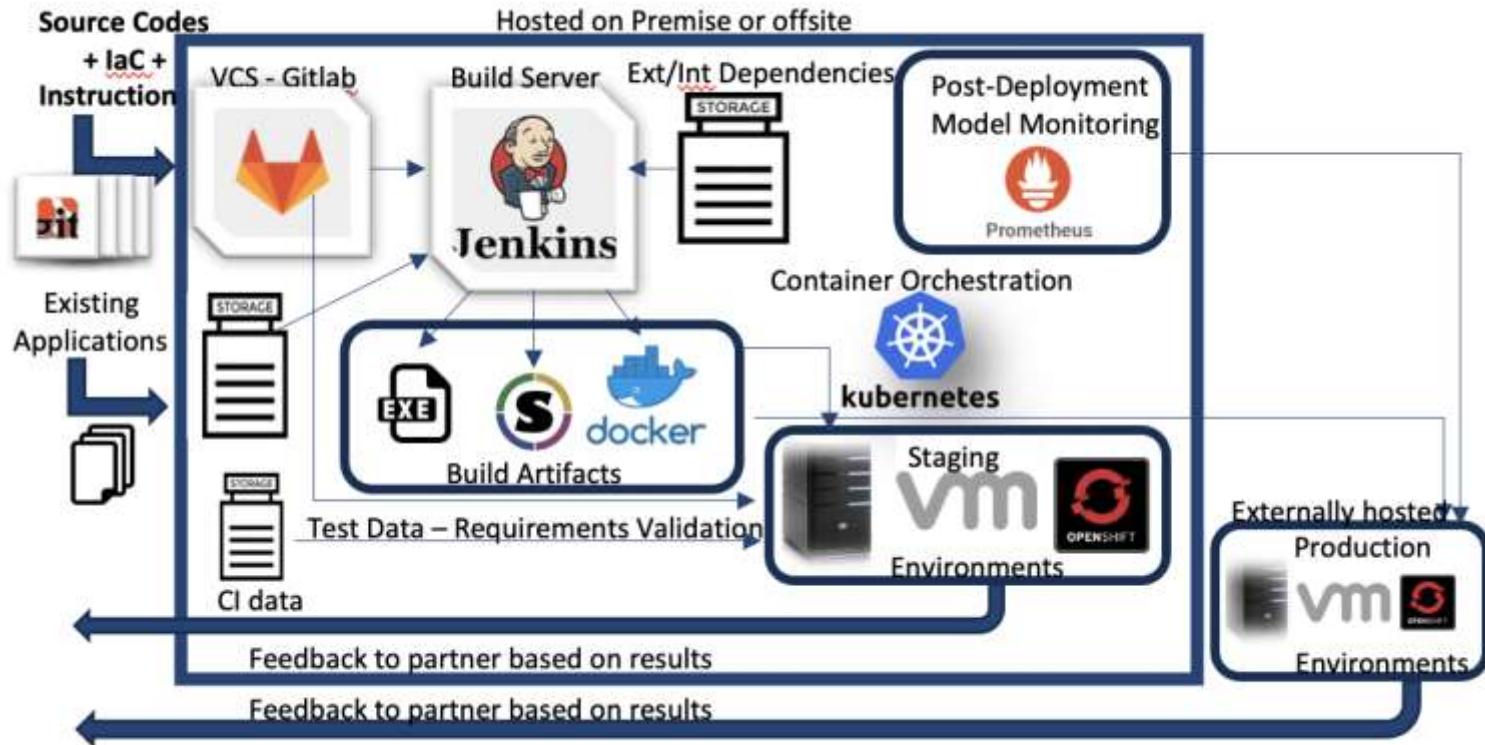 Source Codes
+ IaC +
Instruction
Hosted on Premise or offsite
VCS - Gitlab
Build Server
Ext/Int Dependencies
STORAGE
Post-Deployment
Model Monitoring
Prometheus
Jenkins
git
Existing
Applications
STORAGE
Container Orchestration
kubernetes
EXE
S
docker
Build Artifacts
Staging
vm
OPENSHIFT
Environments
STORAGE
Test Data – Requirements Validation
CI data
Externally hosted
Production
vm
OPENSHIFT
Environments
Feedback to partner based on results
Feedback to partner based on results